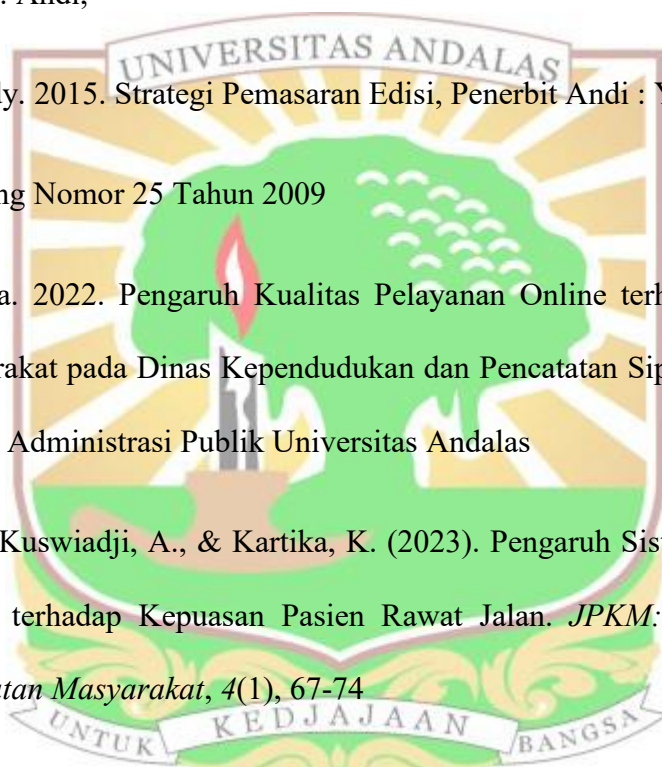 . Andi,
UNIVERSITAS ANDALAS
ly. 2015. Strategi Pemasaran Edisi, Penerbit Andi : Y
ng Nomor 25 Tahun 2009
a. 2022. Pengaruh Kualitas Pelayanan Online terh
rakat pada Dinas Kependudukan dan Pencatatan Sip
Administrasi Publik Universitas Andalas
Kuswiadji, A., & Kartika, K. (2023). Pengaruh Sist
terhadap Kepuasan Pasien Rawat Jalan. JPKM:
atan Masyarakat, 4(1), 67-74
UNTUK KEDJAJAAN BANGSA